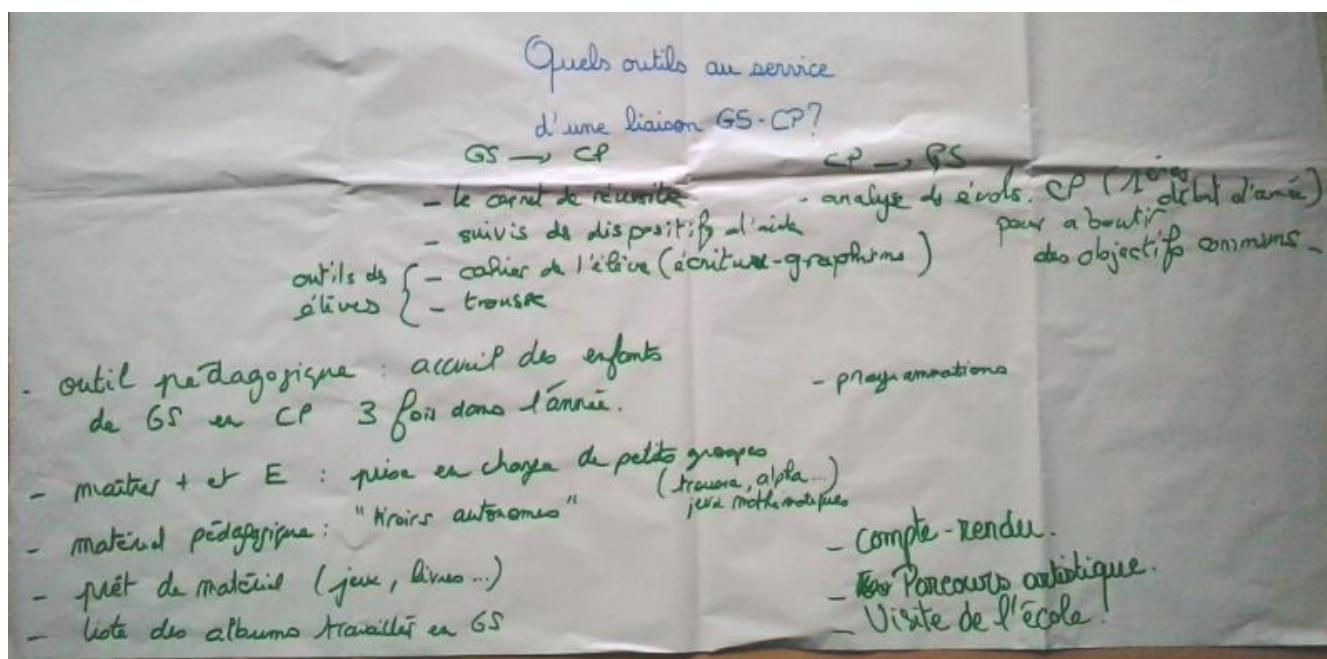 Quels outils au service
d'une liaison GS-CP?
GS → CP
- le carnet de réussite
- suivis ds dispositifs d'aide
outils ds élèves { - cahier de l'élève (écriture-graphisme)
- trousse
- outil pédagogique : accueil des enfants
de GS en CP 3 fois dans l'année.
- maîtres + et E : prise en charge de petits groupes
- matériel pédagogique : "tiroirs autonomes" (trousse, alpha...)
jeux mathématiques
- prêt de matériel (jeux, livres...)
- liste des albums travaillés en GS
CP → GS
- analyse ds évols. CP (1ères début d'année)
pour aboutir
des objectifs communs -
- programmations
- compte-rendu.
- Parcours artistique.
- Visite de l'école !